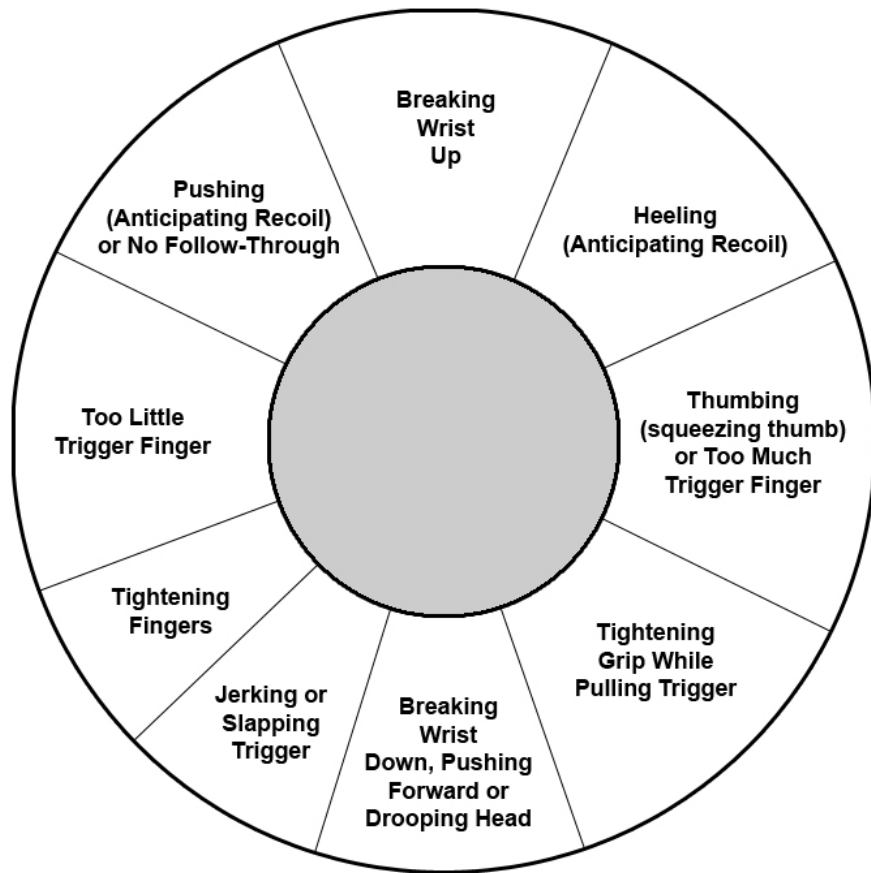 Breaking
Wrist
Up
Heeling
(Anticipating Recoil)
Thumbing
(squeezing thumb)
or Too Much
Trigger Finger
Tightening
Grip While
Pulling Trigger
Breaking
Wrist
Down, Pushing
Forward or
Drooping Head
Jerking or
Slapping
Trigger
Tightening
Fingers
Too Little
Trigger Finger
Pushing
(Anticipating Recoil)
or No Follow-Through